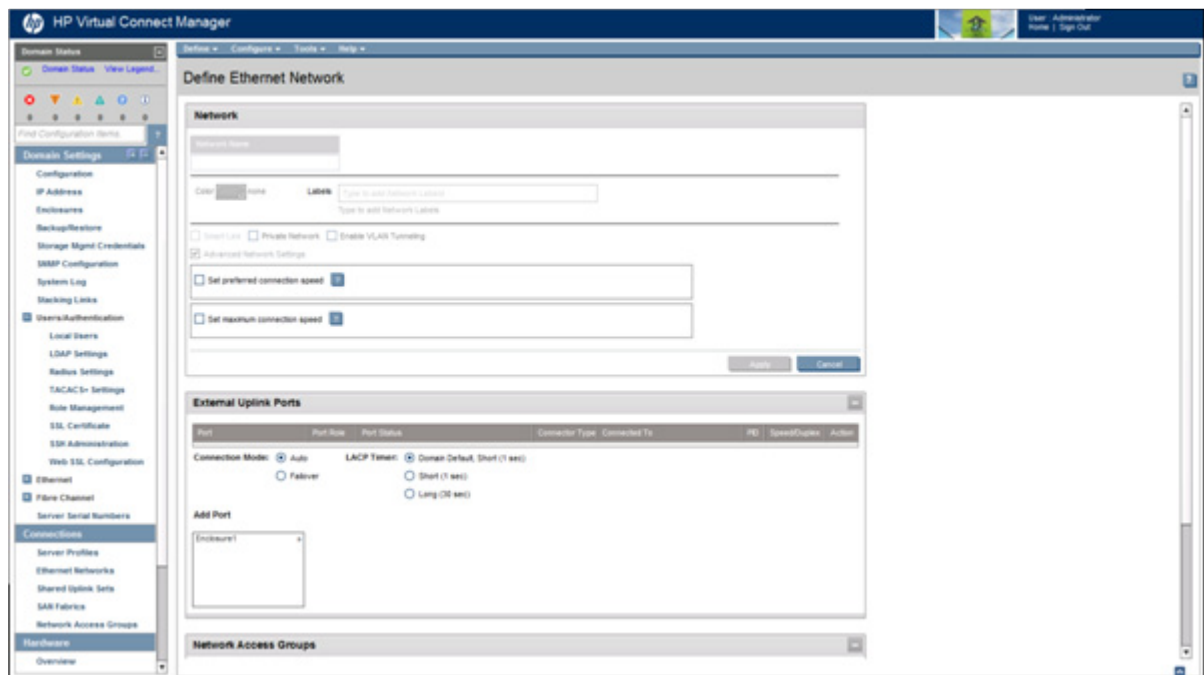 hp HP Virtual Connect Manager
User : Administrator
Home | Sign Out
Domain Status
Domain Status View Legend...
0 0 0 0 0 0
Find Configuration Items ?
Domain Settings
Configuration
IP Address
Enclosures
Backup/Restore
Storage Mgmt Credentials
SNMP Configuration
System Log
Stacking Links
Users/Authentication
Local Users
LDAP Settings
Radius Settings
TACACS+ Settings
Role Management
SSL Certificate
SSH Administration
Web SSL Configuration
Ethernet
Fibre Channel
Server Serial Numbers
Connections
Server Profiles
Ethernet Networks
Shared Uplink Sets
SAN Fabrics
Network Access Groups
Hardware
Overview
Define Configure Tools Help
Define Ethernet Network ?
Network
Network Name
Color none Labels Type to add Network Labels
Type to add Network Labels
Smart Link Private Network Enable VLAN Tunneling
Advanced Network Settings
Set preferred connection speed ?
Set maximum connection speed ?
Apply Cancel
External Uplink Ports
Port Port Role Port Status Connector Type Connected To PID Speed/Duplex Action
Connection Mode: Auto LACP Timer: Domain Default, Short (1 sec)
Failover Short (1 sec)
Long (30 sec)
Add Port
Enclosure1 +
Network Access Groups